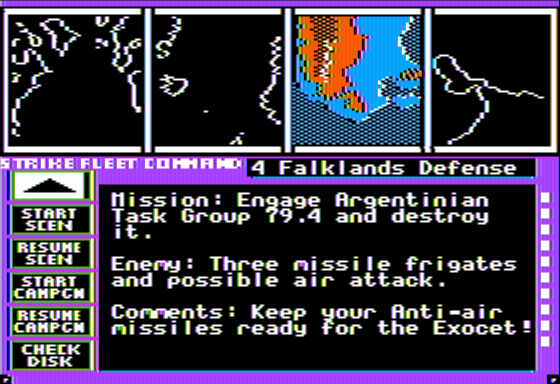 STRIKE FLEET COMMAND
4 Falklands Defense
START SCEN
RESUME SCEN
START CAMPGN
RESUME CAMPGN
CHECK DISK
Mission: Engage Argentinian
Task Group 79.4 and destroy
it.
Enemy: Three missile frigates
and possible air attack.
Comments: Keep your Anti-air
missiles ready for the Exocet!